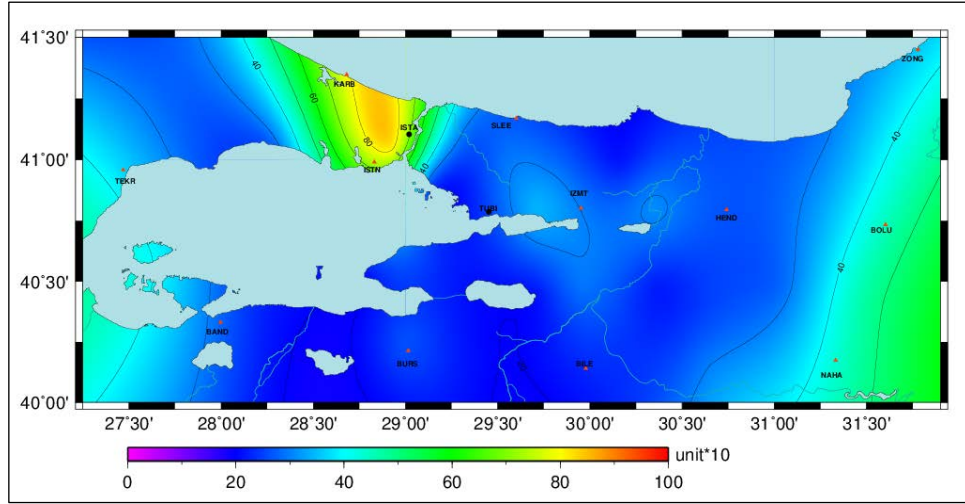 41˚30'
40
ZONG
KARB
60
ISTA
80
SLEE
40
41˚00'
ISTN
40
TEKR
IZMT
TUBI
HEND
BOLU
40˚30'
40
BAND
BURS
BILE
NAHA
40˚00'
27˚30' 28˚00' 28˚30' 29˚00' 29˚30' 30˚00' 30˚30' 31˚00' 31˚30'
unit*10
0 20 40 60 80 100